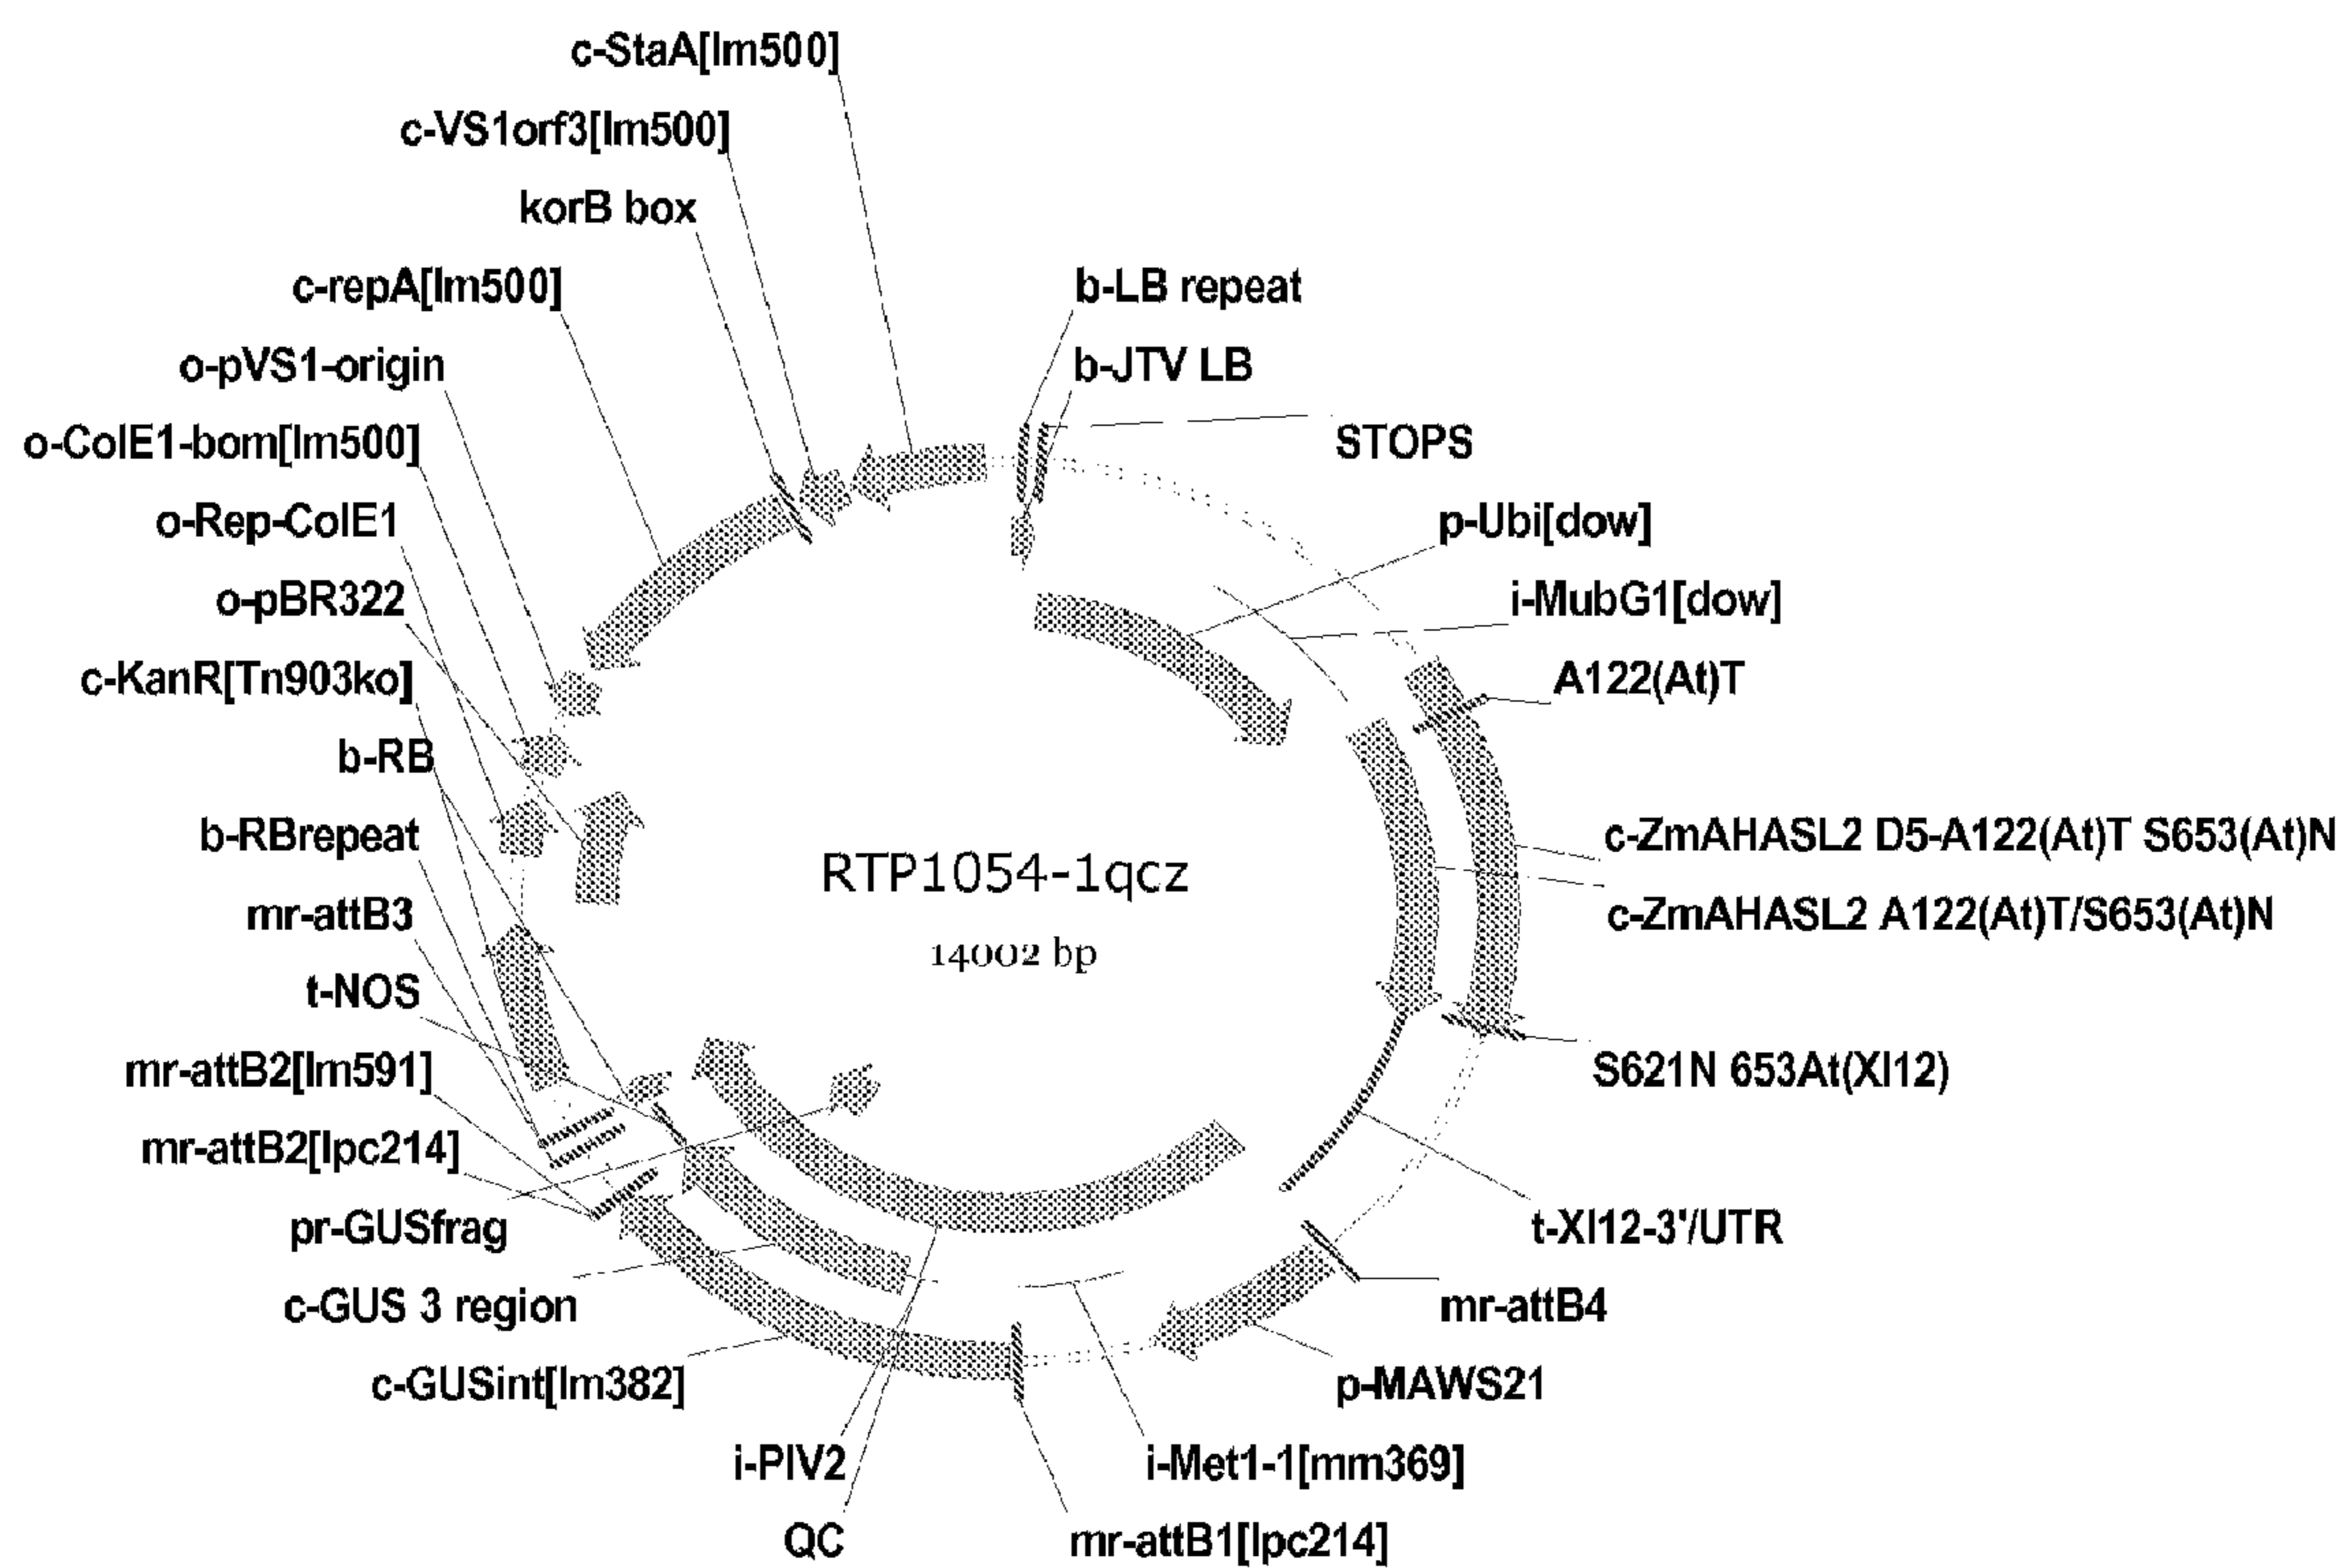 c-StaA[lm500]
c-VS1orf3[lm500]
korB box
c-repA[lm500]
o-pVS1-origin
o-ColE1-bom[lm500]
o-Rep-ColE1
o-pBR322
c-KanR[Tn903ko]
b-RB
b-RBrepeat
mr-attB3
t-NOS
mr-attB2[lm591]
mr-attB2[lpc214]
pr-GUSfrag
c-GUS 3 region
c-GUSint[lm382]
i-PIV2
QC
b-LB repeat
b-JTV LB
STOPS
p-Ubi[dow]
i-MubG1[dow]
A122(At)T
c-ZmAHASL2 D5-A122(At)T S653(At)N
c-ZmAHASL2 A122(At)T/S653(At)N
S621N 653At(XI12)
t-XI12-3'/UTR
mr-attB4
p-MAWS21
i-Met1-1[mm369]
mr-attB1[lpc214]
RTP1054-1qcz
14002 bp